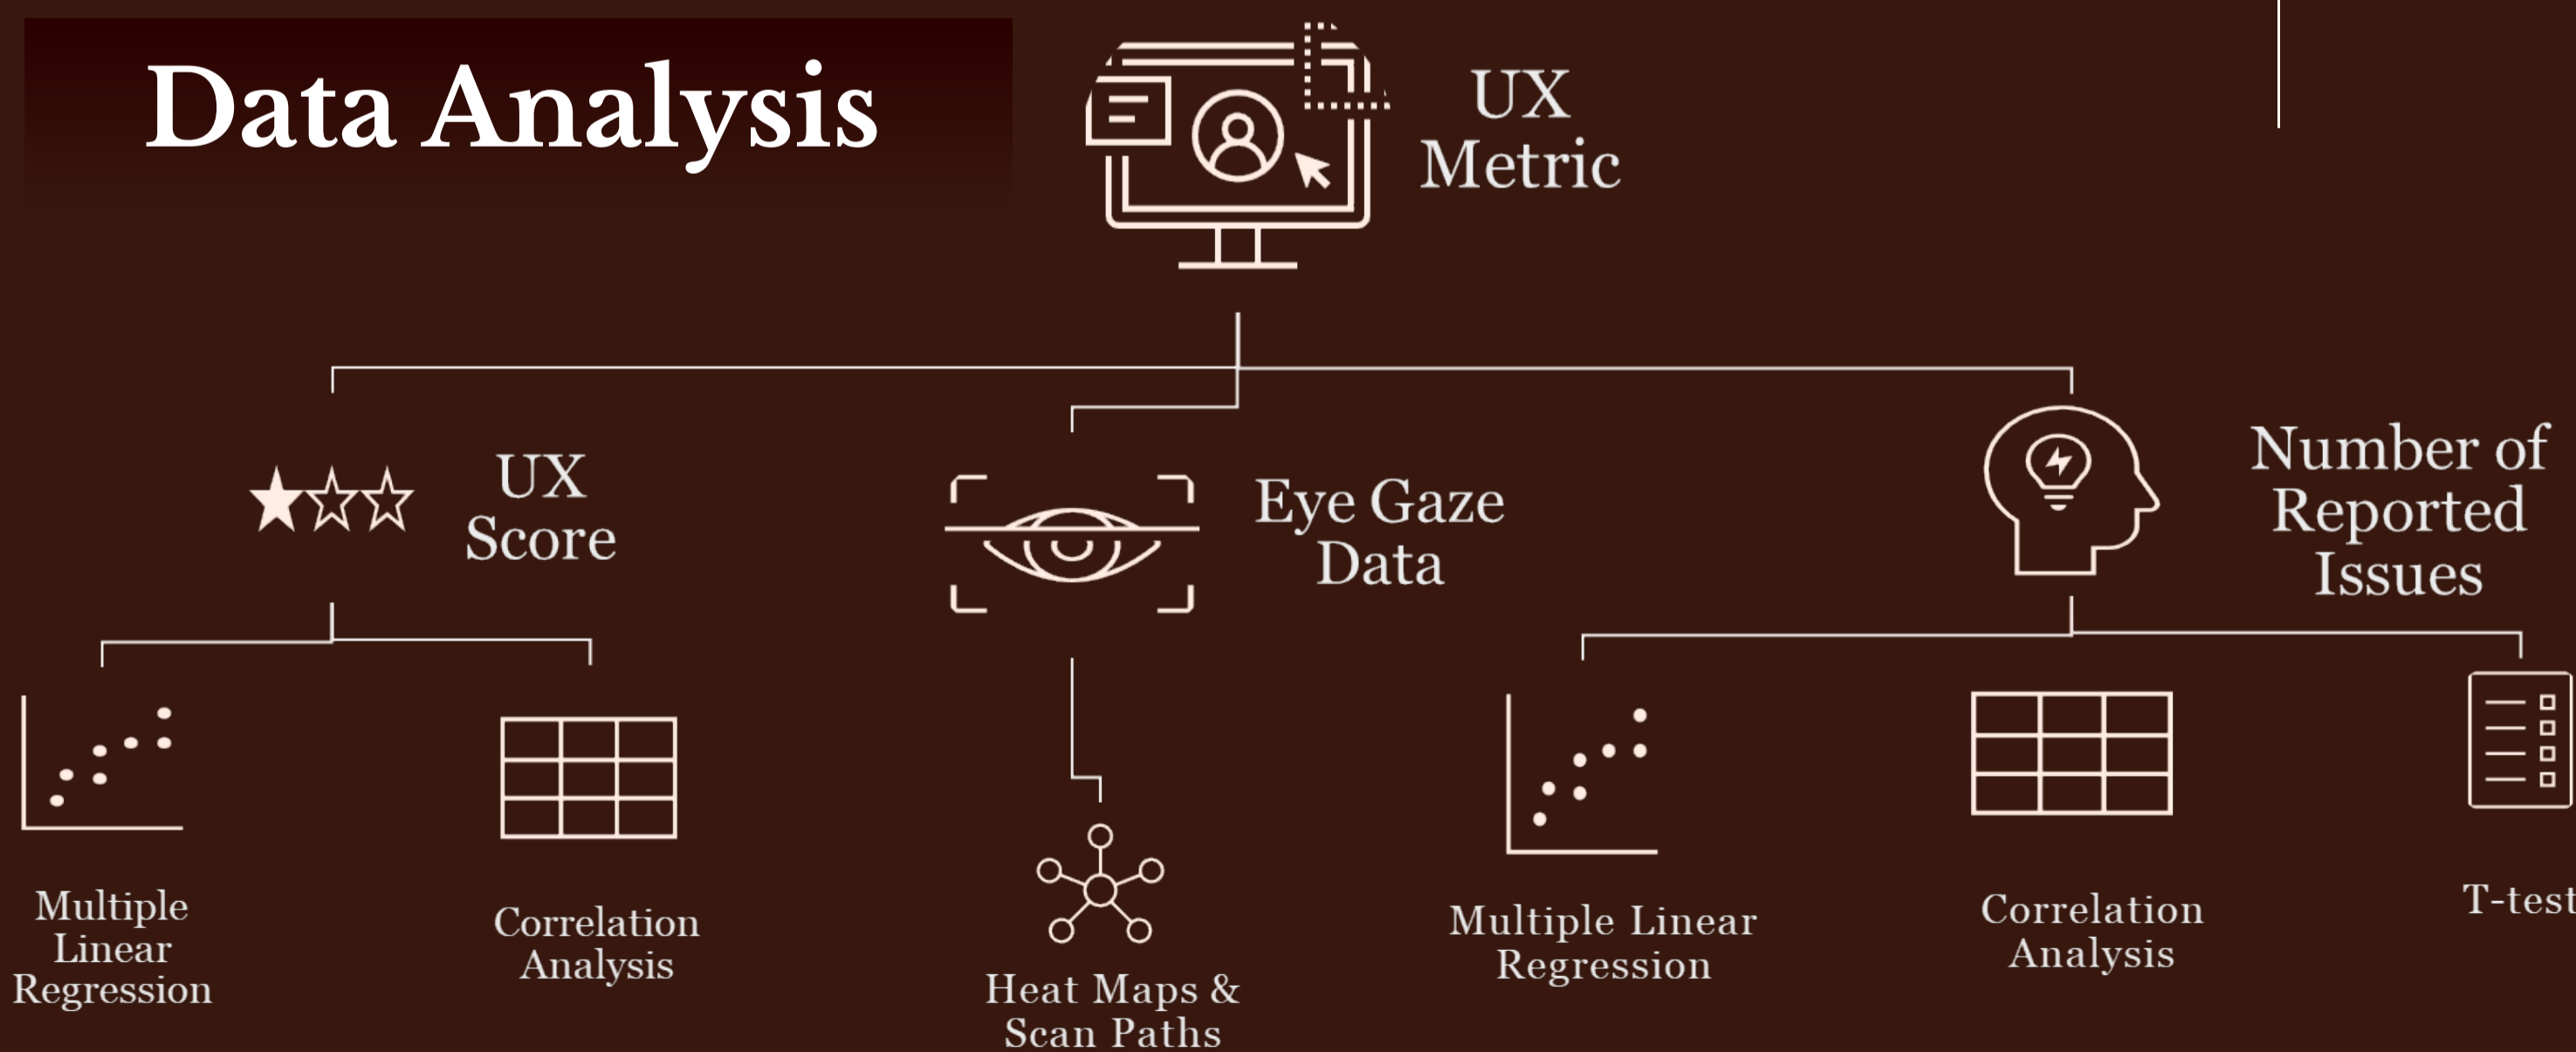 Data Analysis
UX
Metric
UX
Score
Eye Gaze
Data
Number of
Reported
Issues
Multiple
Linear
Regression
Correlation
Analysis
Heat Maps &
Scan Paths
Multiple Linear
Regression
Correlation
Analysis
T-test